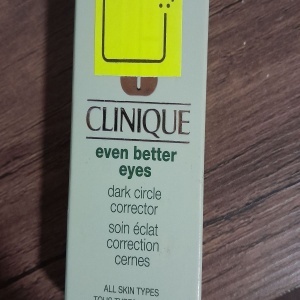 CLINIQUE
even better
eyes
dark circle
corrector
soin éclat
correction
cernes
ALL SKIN TYPES